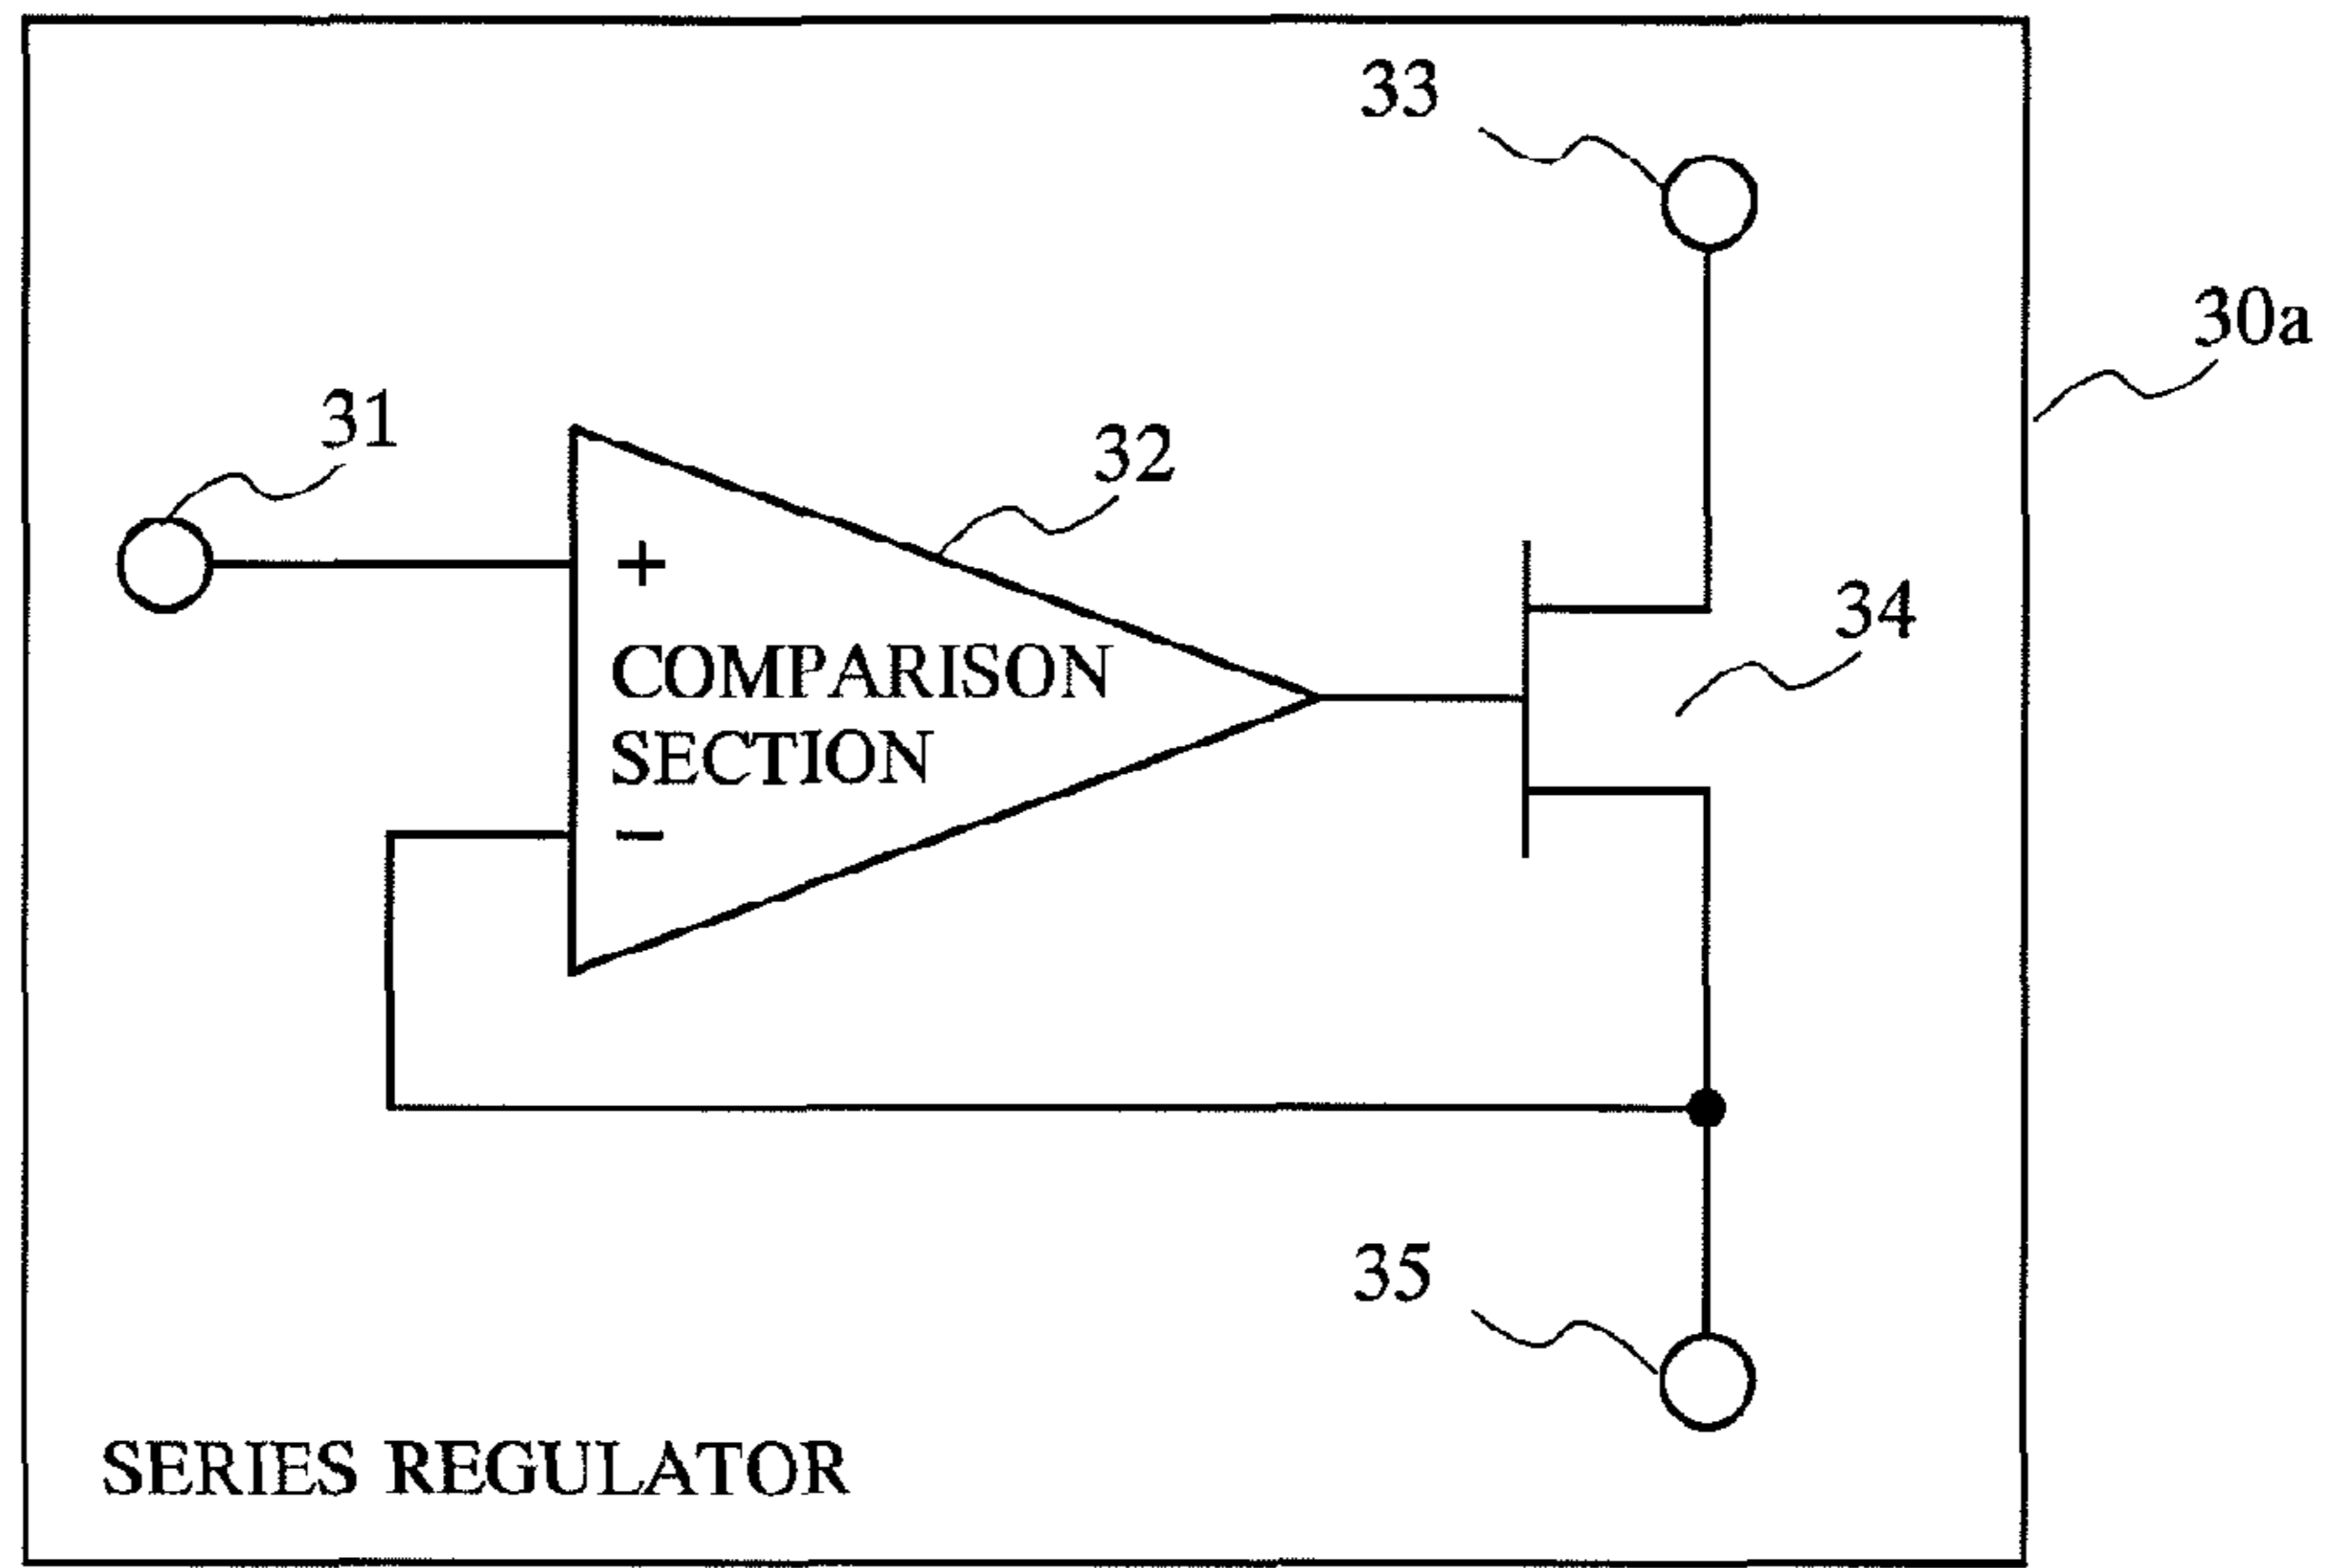 33
30a
31
32
+
34
COMPARISON
SECTION
−
35
SERIES REGULATOR